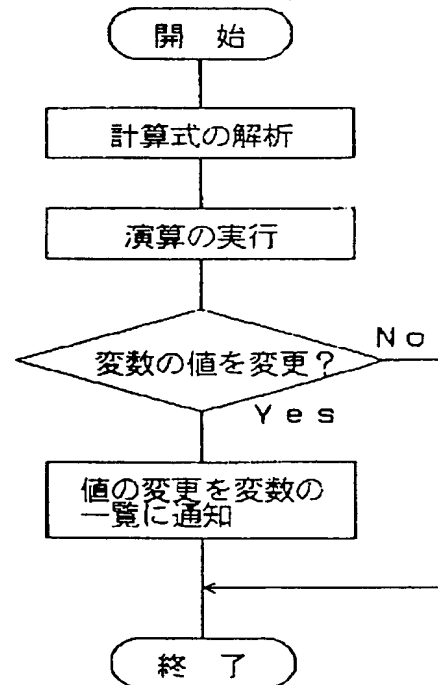 開 始
計算式の解析
演算の実行
変数の値を変更?
No
Yes
値の変更を変数の
一覧に通知
終 了